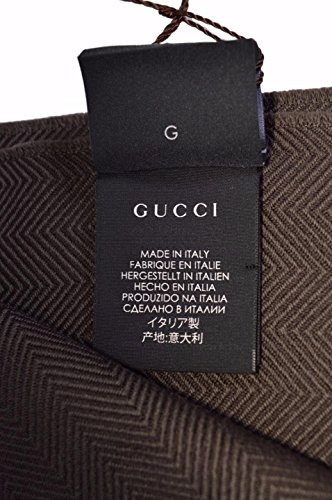 G
GUCCI
MADE IN ITALY
FABRIQUE EN ITALIE
HERGESTELLT IN ITALIEN
HECHO EN ITALIA
PRODUZIDO NA ITALIA
СДЕЛАНО В ИТАЛИИ
イタリア製
产地:意大利